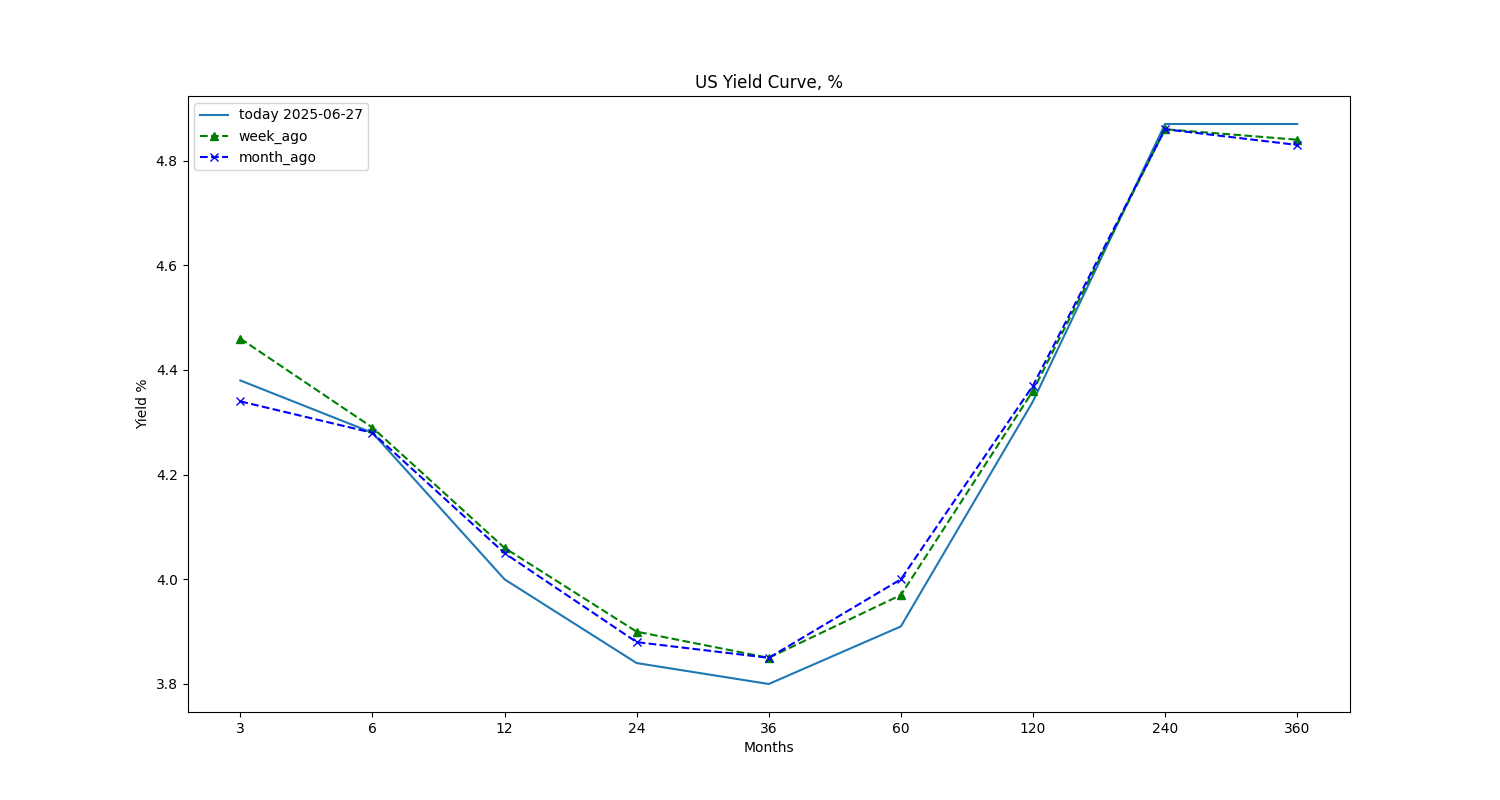 US Yield Curve, %
today 2025-06-27
week_ago
month_ago
4.8
4.6
4.4
4.2
4.0
3.8
Yield %
3 6 12 24 36 60 120 240 360
Months